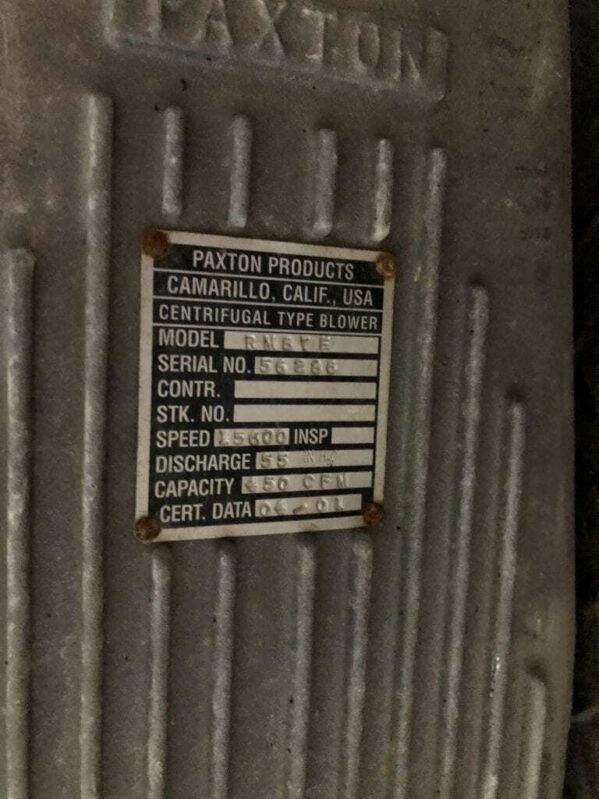 PAXTON
PAXTON PRODUCTS
CAMARILLO, CALIF., USA
CENTRIFUGAL TYPE BLOWER
MODEL
SERIAL NO. 56286
CONTR.
STK. NO.
SPEED 15600 INSP
DISCHARGE 55
CAPACITY 450 CFM
CERT. DATA